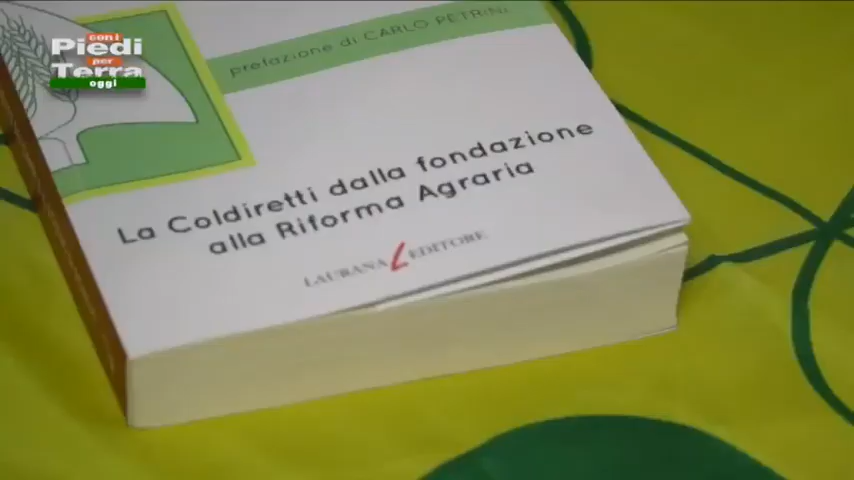 con i
Piedi
per
Terra
oggi
prefazione di CARLO PETRINI
La Coldiretti dalla fondazione
alla Riforma Agraria
LAURANA EDITORE